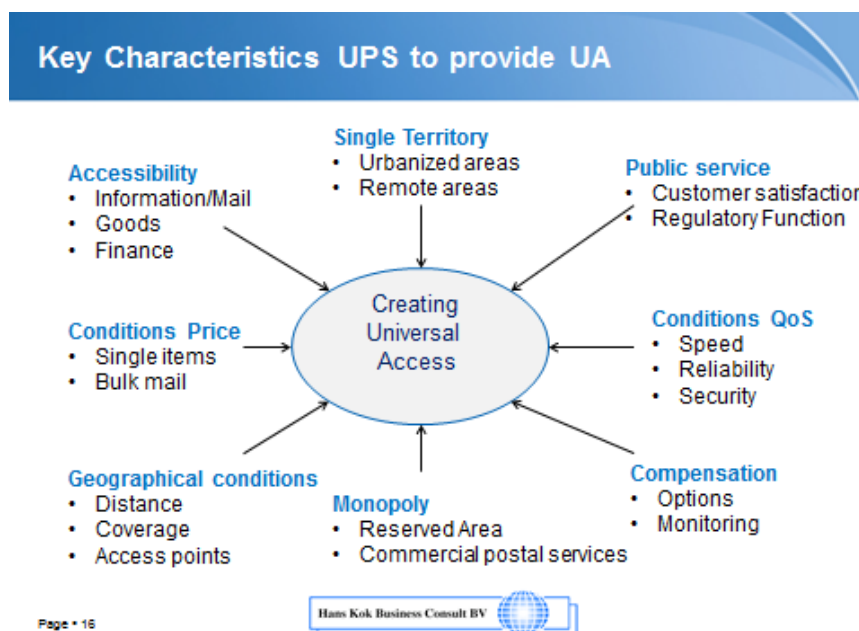 Key Characteristics UPS to provide UA
Single Territory
• Urbanized areas
• Remote areas
Accessibility
• Information/Mail
• Goods
• Finance
Public service
• Customer satisfaction
• Regulatory Function
Creating
Universal
Access
Conditions Price
• Single items
• Bulk mail
Conditions QoS
• Speed
• Reliability
• Security
Geographical conditions
• Distance
• Coverage
• Access points
Monopoly
• Reserved Area
• Commercial postal services
Compensation
• Options
• Monitoring
Page ▪ 16
Hans Kok Business Consult BV